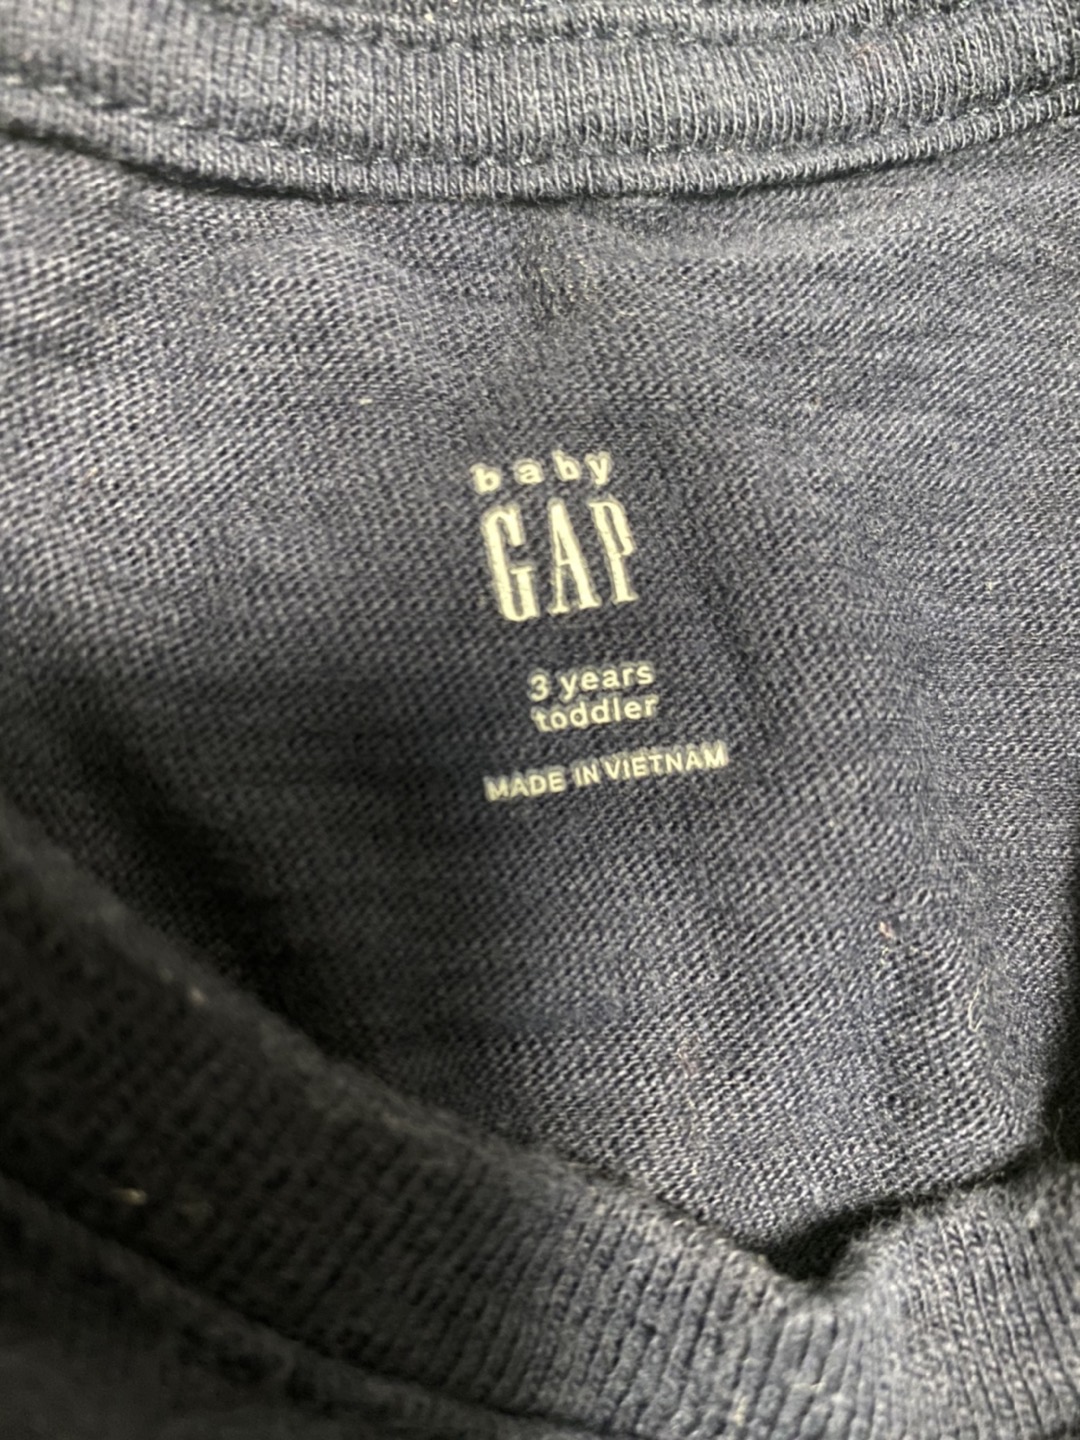 baby
GAP
3 years
toddler
MADE IN VIETNAM